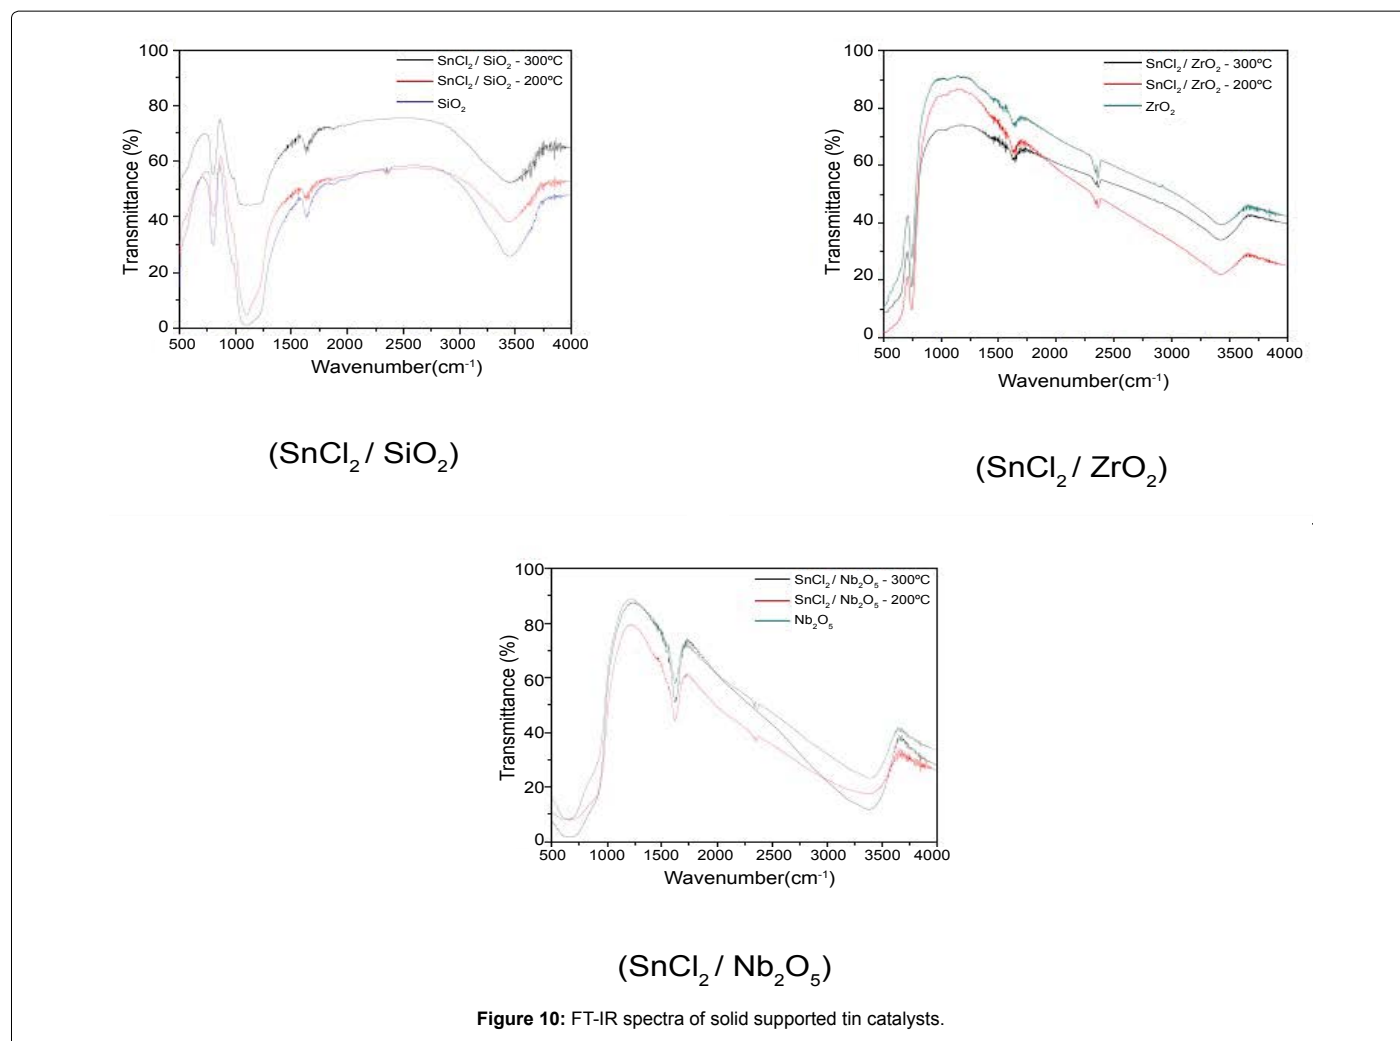 100
80
60
40
20
0
Transmittance (%)
SnCl₂ / SiO₂ - 300ºC
SnCl₂ / SiO₂ - 200ºC
SiO₂
500 1000 1500 2000 2500 3000 3500 4000
Wavenumber(cm⁻¹)
(SnCl₂ / SiO₂)
100
80
60
40
20
0
Transmittance (%)
SnCl₂ / ZrO₂ - 300ºC
SnCl₂ / ZrO₂ - 200ºC
ZrO₂
500 1000 1500 2000 2500 3000 3500 4000
Wavenumber(cm⁻¹)
(SnCl₂ / ZrO₂)
100
80
60
40
20
0
Transmittance (%)
SnCl₂ / Nb₂O₅ - 300ºC
SnCl₂ / Nb₂O₅ - 200ºC
Nb₂O₅
500 1000 1500 2000 2500 3000 3500 4000
Wavenumber(cm⁻¹)
(SnCl₂ / Nb₂O₅)
Figure 10: FT-IR spectra of solid supported tin catalysts.